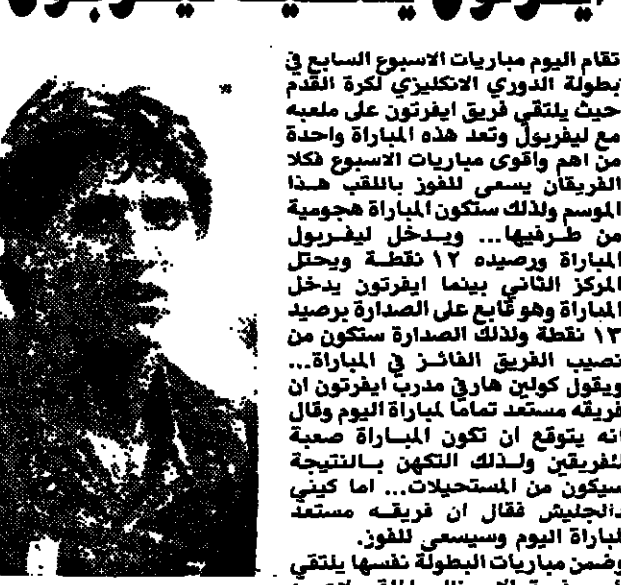 ايفرتون
تقام اليوم مباريات الاسبوع السابع في
بطولة الدوري الانكليزي لكرة القدم
حيث يلتقي فريق ايفرتون على ملعبه
مع ليفربول وتعد هذه المباراة واحدة
من اهم واقوى مباريات الاسبوع فكلا
الفريقان يسعى للفوز باللقب هذا
الموسم ولذلك ستكون المباراة هجومية
من طرفيها... ويدخل ليفربول
المباراة ورصيده ١٢ نقطة ويحتل
المركز الثاني بينما ايفرتون يدخل
المباراة وهو قابع على الصدارة برصيد
١٣ نقطة ولذلك الصدارة ستكون من
نصيب الفريق الفائز في المباراة...
ويقول كولين هارفي مدرب ايفرتون ان
فريقه مستعد تماما لمباراة اليوم وقال
انه يتوقع ان تكون المباراة صعبة
للفريقين ولذلك التكهن بالنتيجة
سيكون من المستحيلات... اما كيني
دالجليش فقال ان فريقه مستعد
لمباراة اليوم وسيسعى للفوز.
وضمن مباريات البطولة نفسها يلتقي